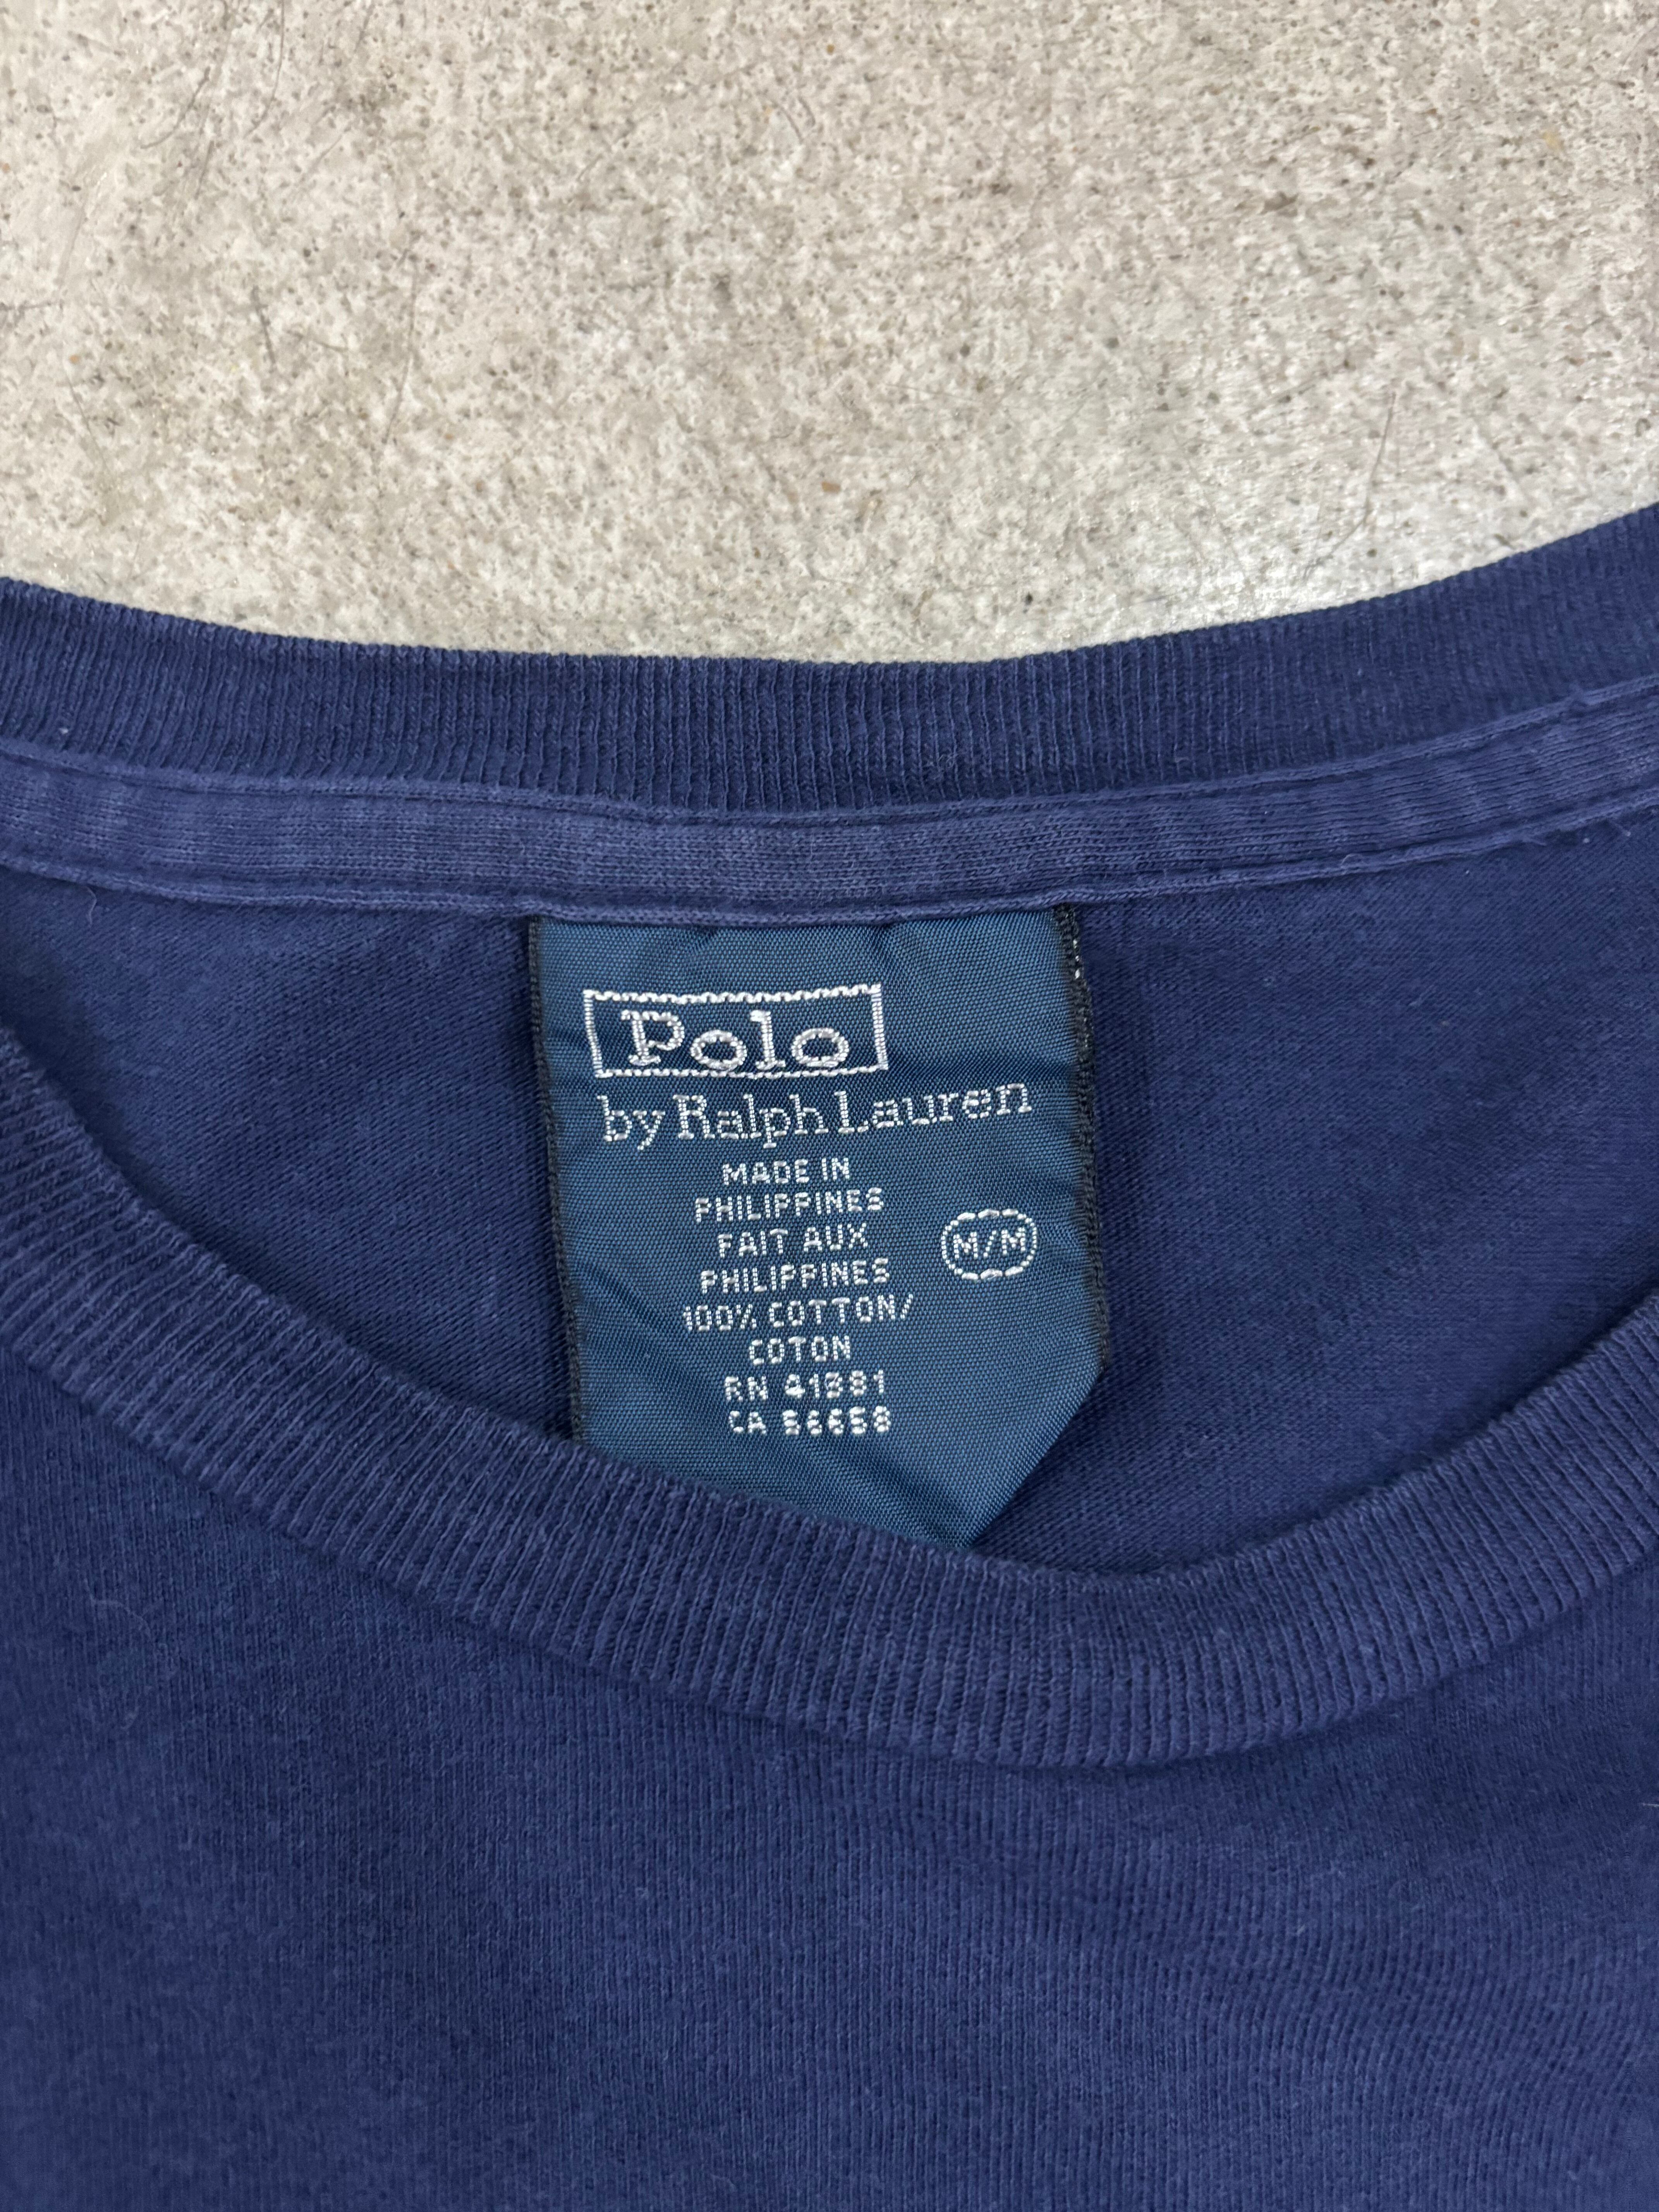 Polo
by Ralph Lauren
MADE IN
PHILIPPINES
FAIT AUX
PHILIPPINES
M/M
100% COTTON/
COTON
RN 41381
CA 56658